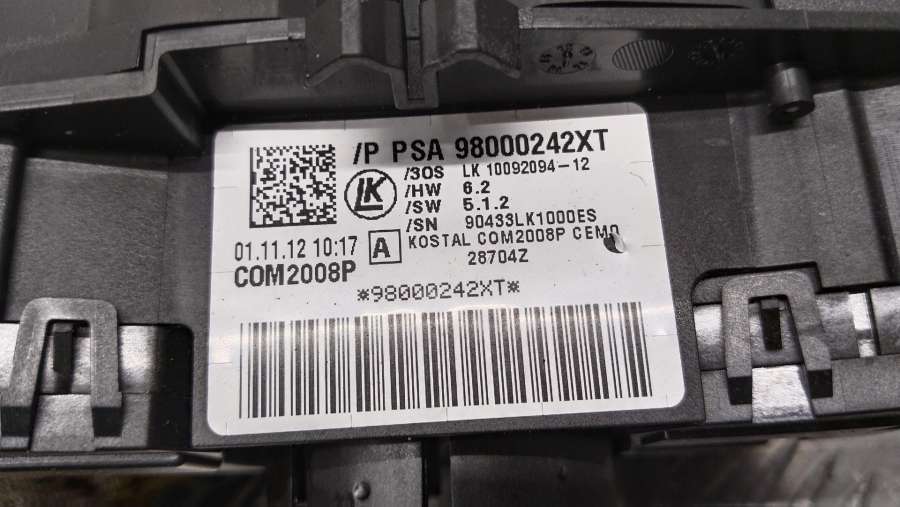 /P PSA 98000242XT
/3OS LK 10092094-12
LK
/HW 6.2
/SW 5.1.2
/SN 90433LK1000ES
01.11.12 10:17 A KOSTAL COM2008P CEMO
COM2008P 28704Z
*98000242XT*